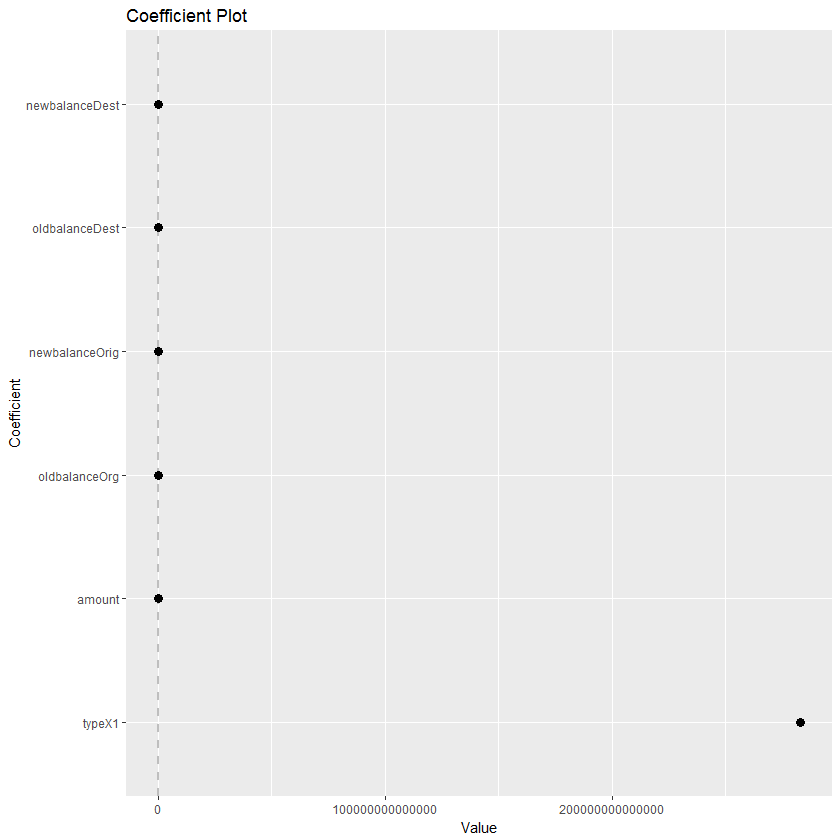 Coefficient Plot
newbalanceDest
oldbalanceDest
newbalanceOrig
oldbalanceOrg
amount
typeX1
Coefficient
0
100000000000000
200000000000000
Value